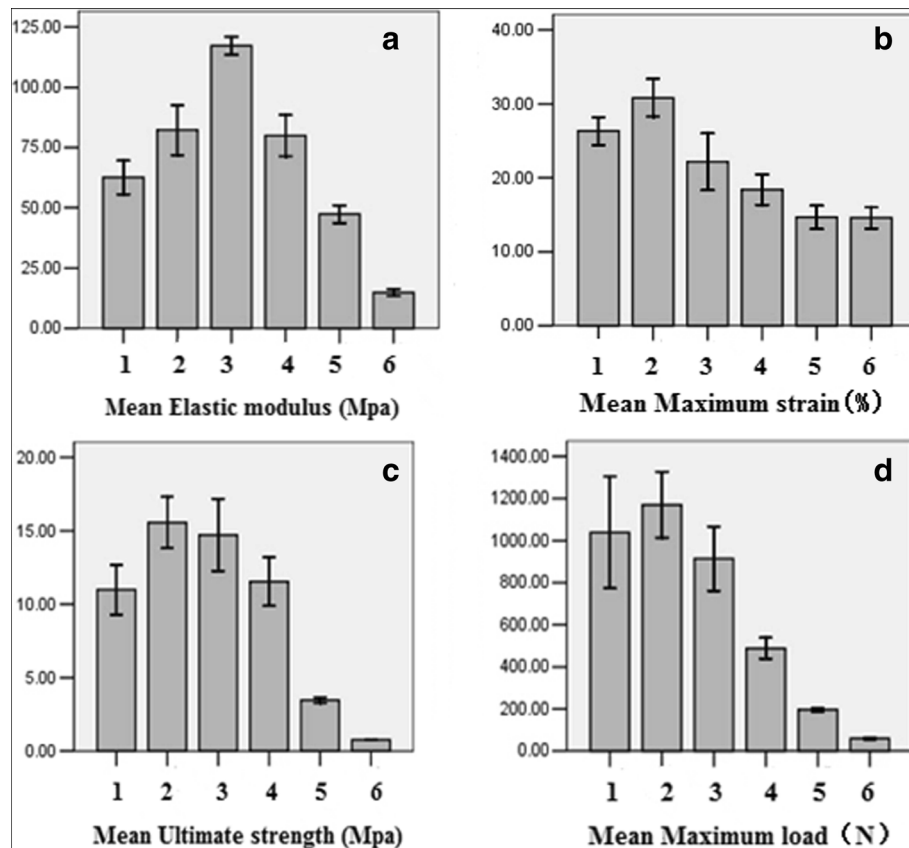 a
125.00
100.00
75.00
50.00
25.00
0.00
1 2 3 4 5 6
Mean Elastic modulus (Mpa)
b
40.00
30.00
20.00
10.00
0.00
1 2 3 4 5 6
Mean Maximum strain(%)
c
20.00
15.00
10.00
5.00
0.00
1 2 3 4 5 6
Mean Ultimate strength (Mpa)
d
1400.00
1200.00
1000.00
800.00
600.00
400.00
200.00
0.00
1 2 3 4 5 6
Mean Maximum load（N）